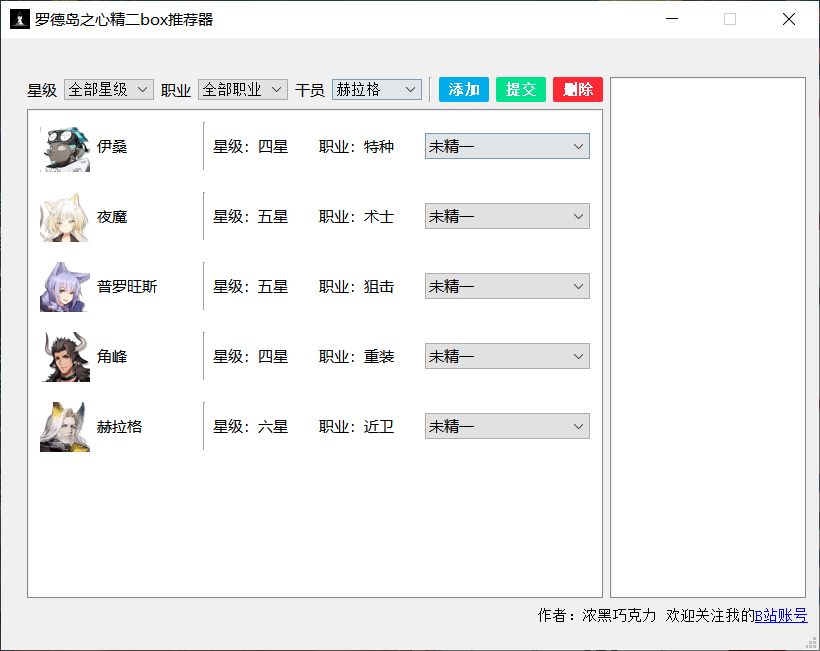 罗德岛之心精二box推荐器
星级 全部星级 职业 全部职业 干员 赫拉格 添加 提交 删除
伊桑 星级：四星 职业：特种 未精一
夜魔 星级：五星 职业：术士 未精一
普罗旺斯 星级：五星 职业：狙击 未精一
角峰 星级：四星 职业：重装 未精一
赫拉格 星级：六星 职业：近卫 未精一
作者：浓黑巧克力 欢迎关注我的B站账号